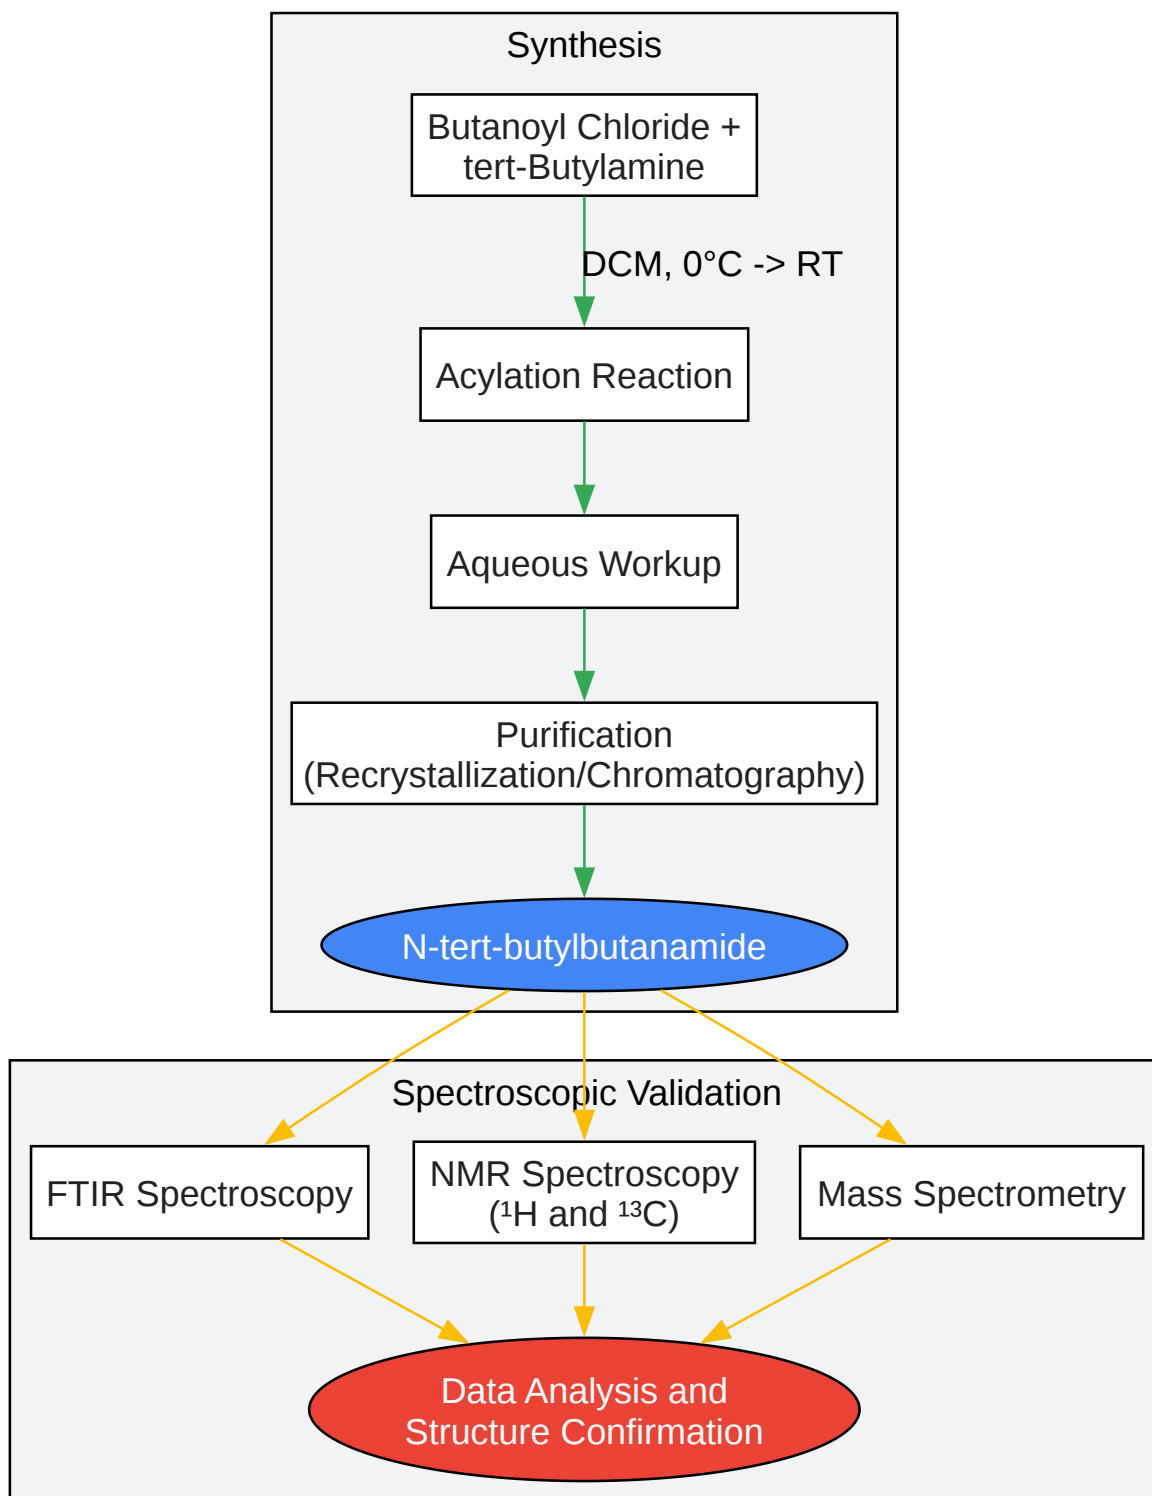 Synthesis
Butanoyl Chloride +
tert-Butylamine
DCM, 0°C -> RT
Acylation Reaction
Aqueous Workup
Purification
(Recrystallization/Chromatography)
N-tert-butylbutanamide
Spectroscopic Validation
FTIR Spectroscopy
NMR Spectroscopy
(¹H and ¹³C)
Mass Spectrometry
Data Analysis and
Structure Confirmation